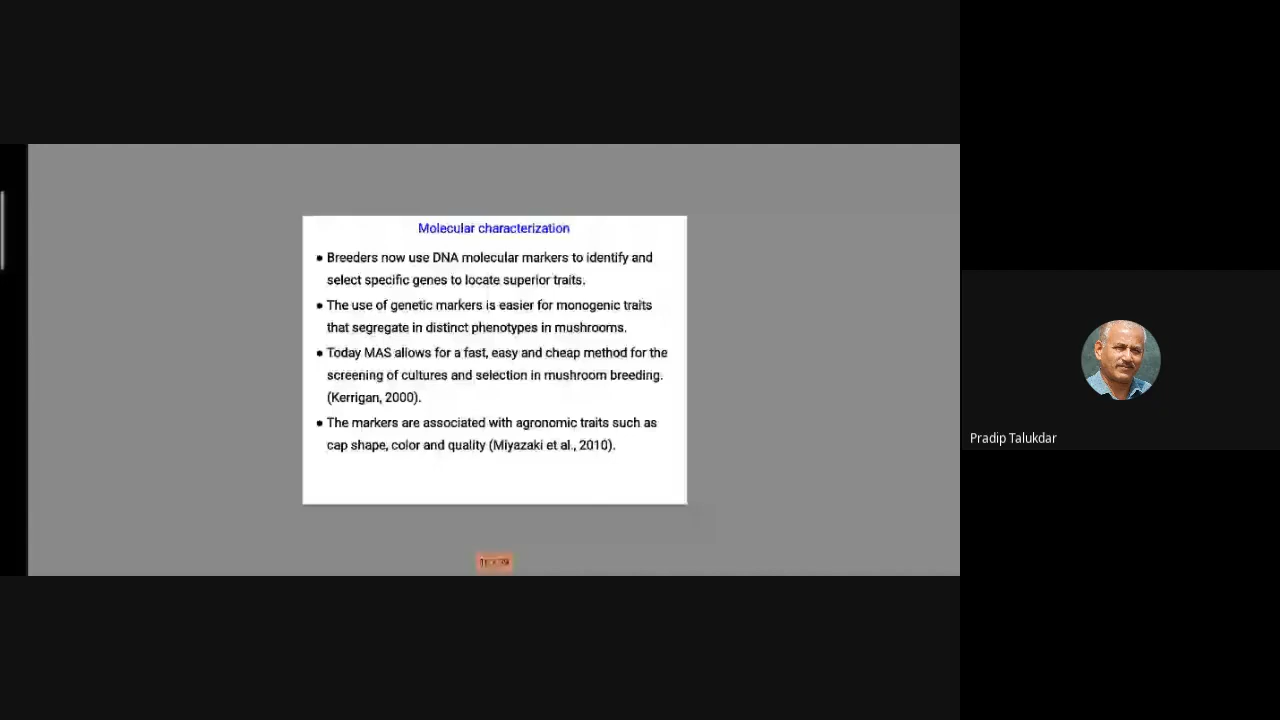 Molecular characterization
• Breeders now use DNA molecular markers to identify and
select specific genes to locate superior traits.
• The use of genetic markers is easier for monogenic traits
that segregate in distinct phenotypes in mushrooms.
• Today MAS allows for a fast, easy and cheap method for the
screening of cultures and selection in mushroom breeding.
(Kerrigan, 2000).
• The markers are associated with agronomic traits such as
cap shape, color and quality (Miyazaki et al., 2010).
Pradip Talukdar